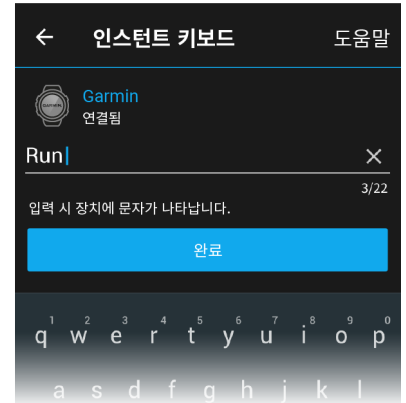 인스턴트 키보드 도움말
Garmin
연결됨
Run
3/22
입력 시 장치에 문자가 나타납니다.
완료
1 2 3 4 5 6 7 8 9 0
q w e r t y u i o p
a s d f g h j k l